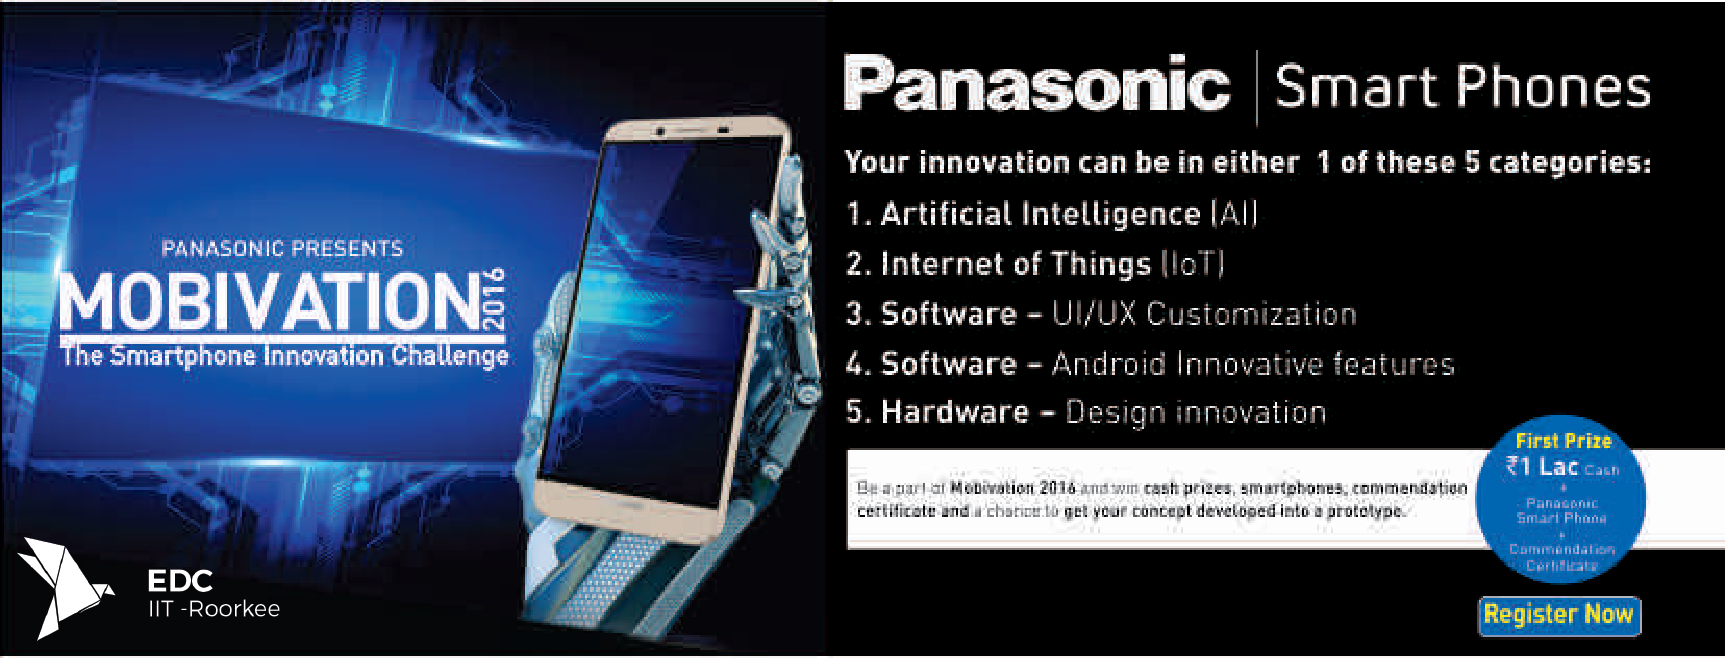 PANASONIC PRESENTS
MOBIVATION 2016
The Smartphone Innovation Challenge
EDC
IIT -Roorkee
Panasonic | Smart Phones
Your innovation can be in either 1 of these 5 categories:
1. Artificial Intelligence (AI)
2. Internet of Things (IoT)
3. Software – UI/UX Customization
4. Software – Android Innovative features
5. Hardware – Design innovation
Be a part of Mobivation 2016 and win cash prizes, smartphones, commendation
certificate and a chance to get your concept developed into a prototype.
First Prize
₹1 Lac Cash
+
Panasonic
Smart Phone
+
Commendation
Certificate
Register Now